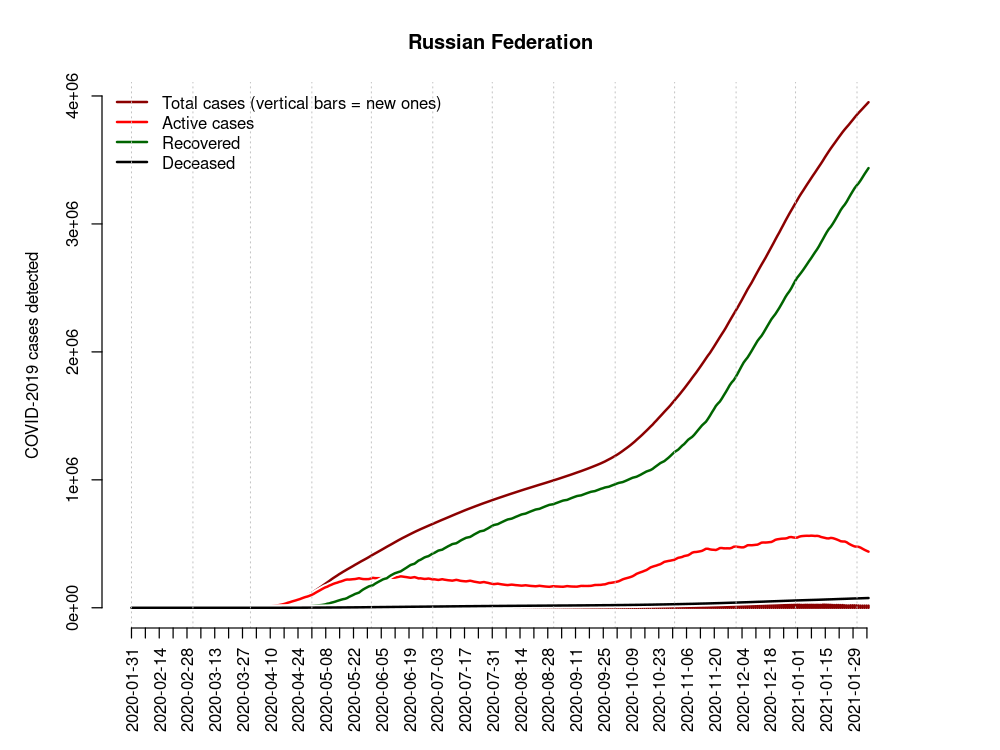 Russian Federation
Total cases (vertical bars = new ones)
Active cases
Recovered
Deceased
COVID-2019 cases detected
4e+06
3e+06
2e+06
1e+06
0e+00
2020-01-31
2020-02-14
2020-02-28
2020-03-13
2020-03-27
2020-04-10
2020-04-24
2020-05-08
2020-05-22
2020-06-05
2020-06-19
2020-07-03
2020-07-17
2020-07-31
2020-08-14
2020-08-28
2020-09-11
2020-09-25
2020-10-09
2020-10-23
2020-11-06
2020-11-20
2020-12-04
2020-12-18
2021-01-01
2021-01-15
2021-01-29